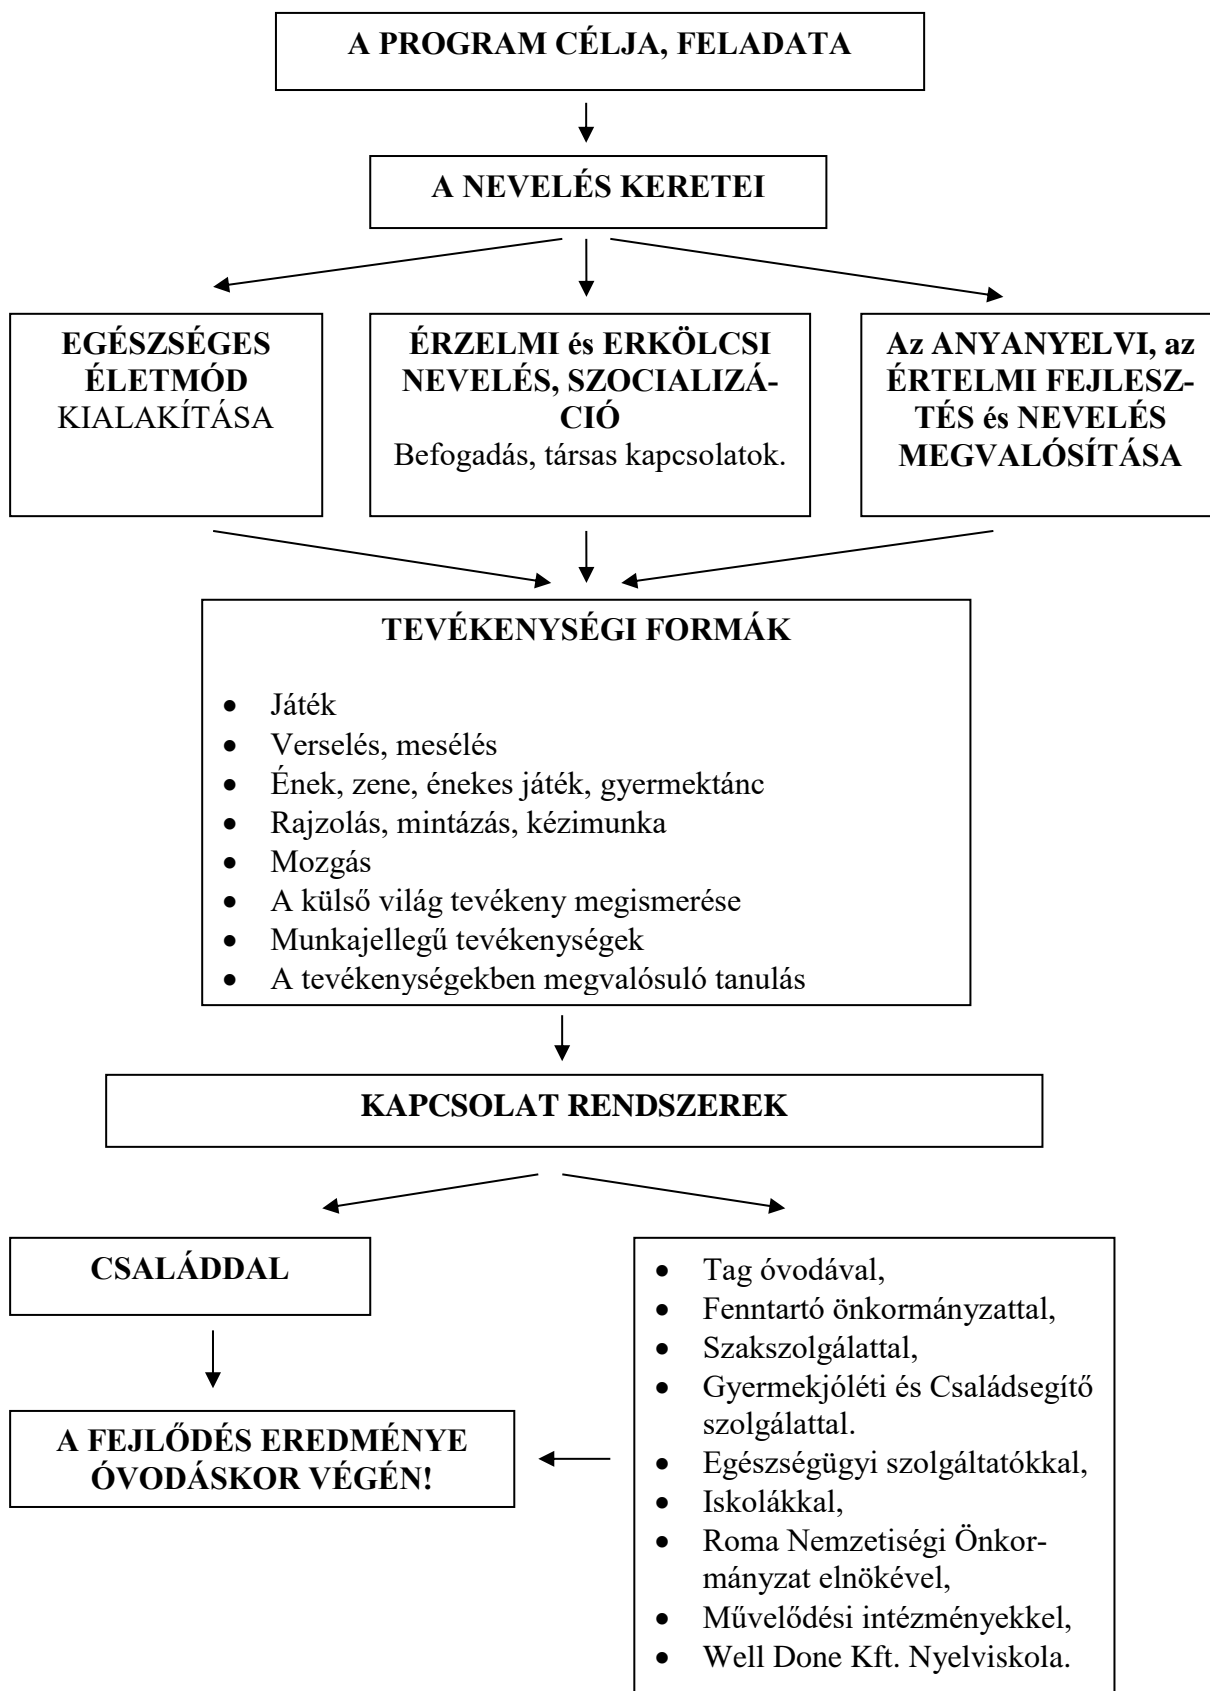 A PROGRAM CÉLJA, FELADATA
A NEVELÉS KERETEI
EGÉSZSÉGES
ÉLETMÓD
KIALAKÍTÁSA
ÉRZELMI és ERKÖLCSI
NEVELÉS, SZOCIALIZÁ-
CIÓ
Befogadás, társas kapcsolatok.
Az ANYANYELVI, az
ÉRTELMI FEJLESZ-
TÉS és NEVELÉS
MEGVALÓSÍTÁSA
TEVÉKENYSÉGI FORMÁK
• Játék
• Verselés, mesélés
• Ének, zene, énekes játék, gyermektánc
• Rajzolás, mintázás, kézimunka
• Mozgás
• A külső világ tevékeny megismerése
• Munkajellegű tevékenységek
• A tevékenységekben megvalósuló tanulás
KAPCSOLAT RENDSZEREK
CSALÁDDAL
A FEJLŐDÉS EREDMÉNYE
ÓVODÁSKOR VÉGÉN!
• Tag óvodával,
• Fenntartó önkormányzattal,
• Szakszolgálattal,
• Gyermekjóléti és Családsegítő
szolgálattal.
• Egészségügyi szolgáltatókkal,
• Iskolákkal,
• Roma Nemzetiségi Önkor-
mányzat elnökével,
• Művelődési intézményekkel,
• Well Done Kft. Nyelviskola.